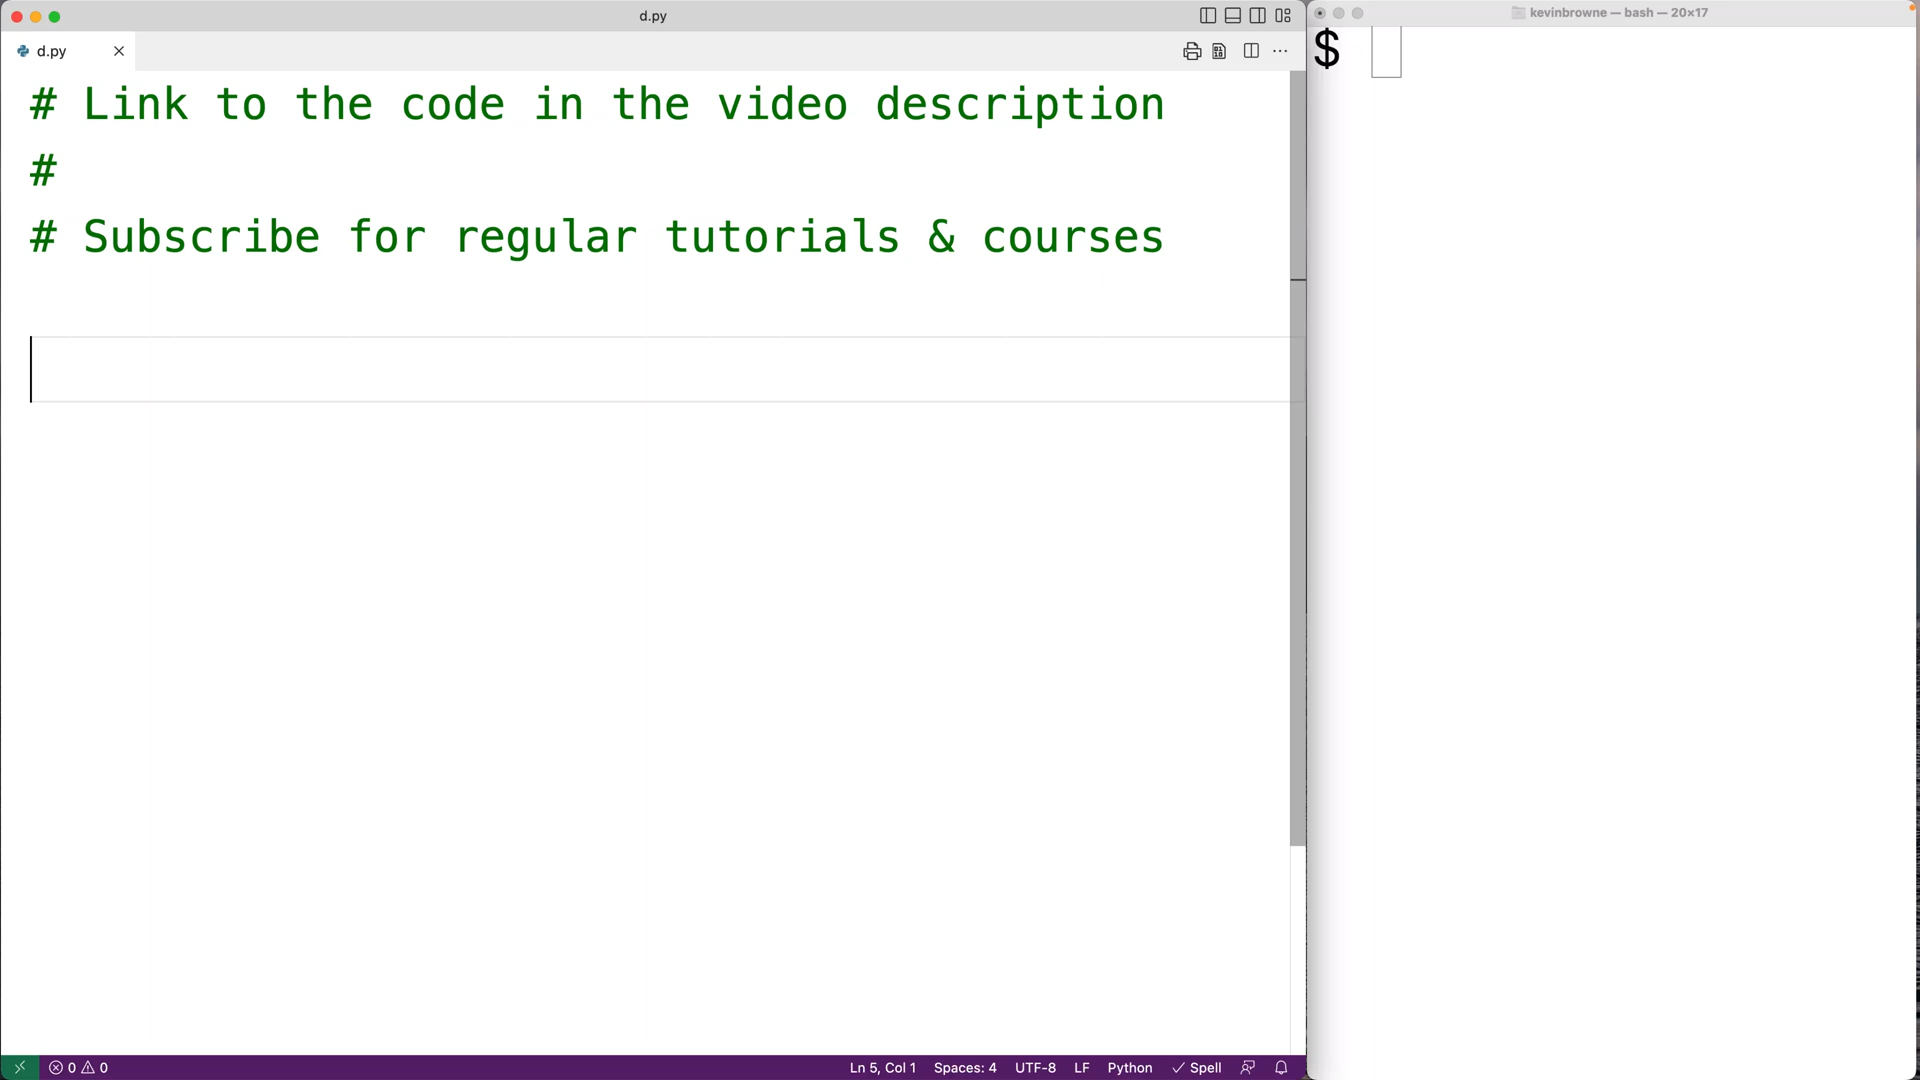 d.py
kevinbrowne — bash — 20×17
d.py
$
# Link to the code in the video description
#
# Subscribe for regular tutorials & courses
0 0
Ln 5, Col 1 Spaces: 4 UTF-8 LF Python Spell